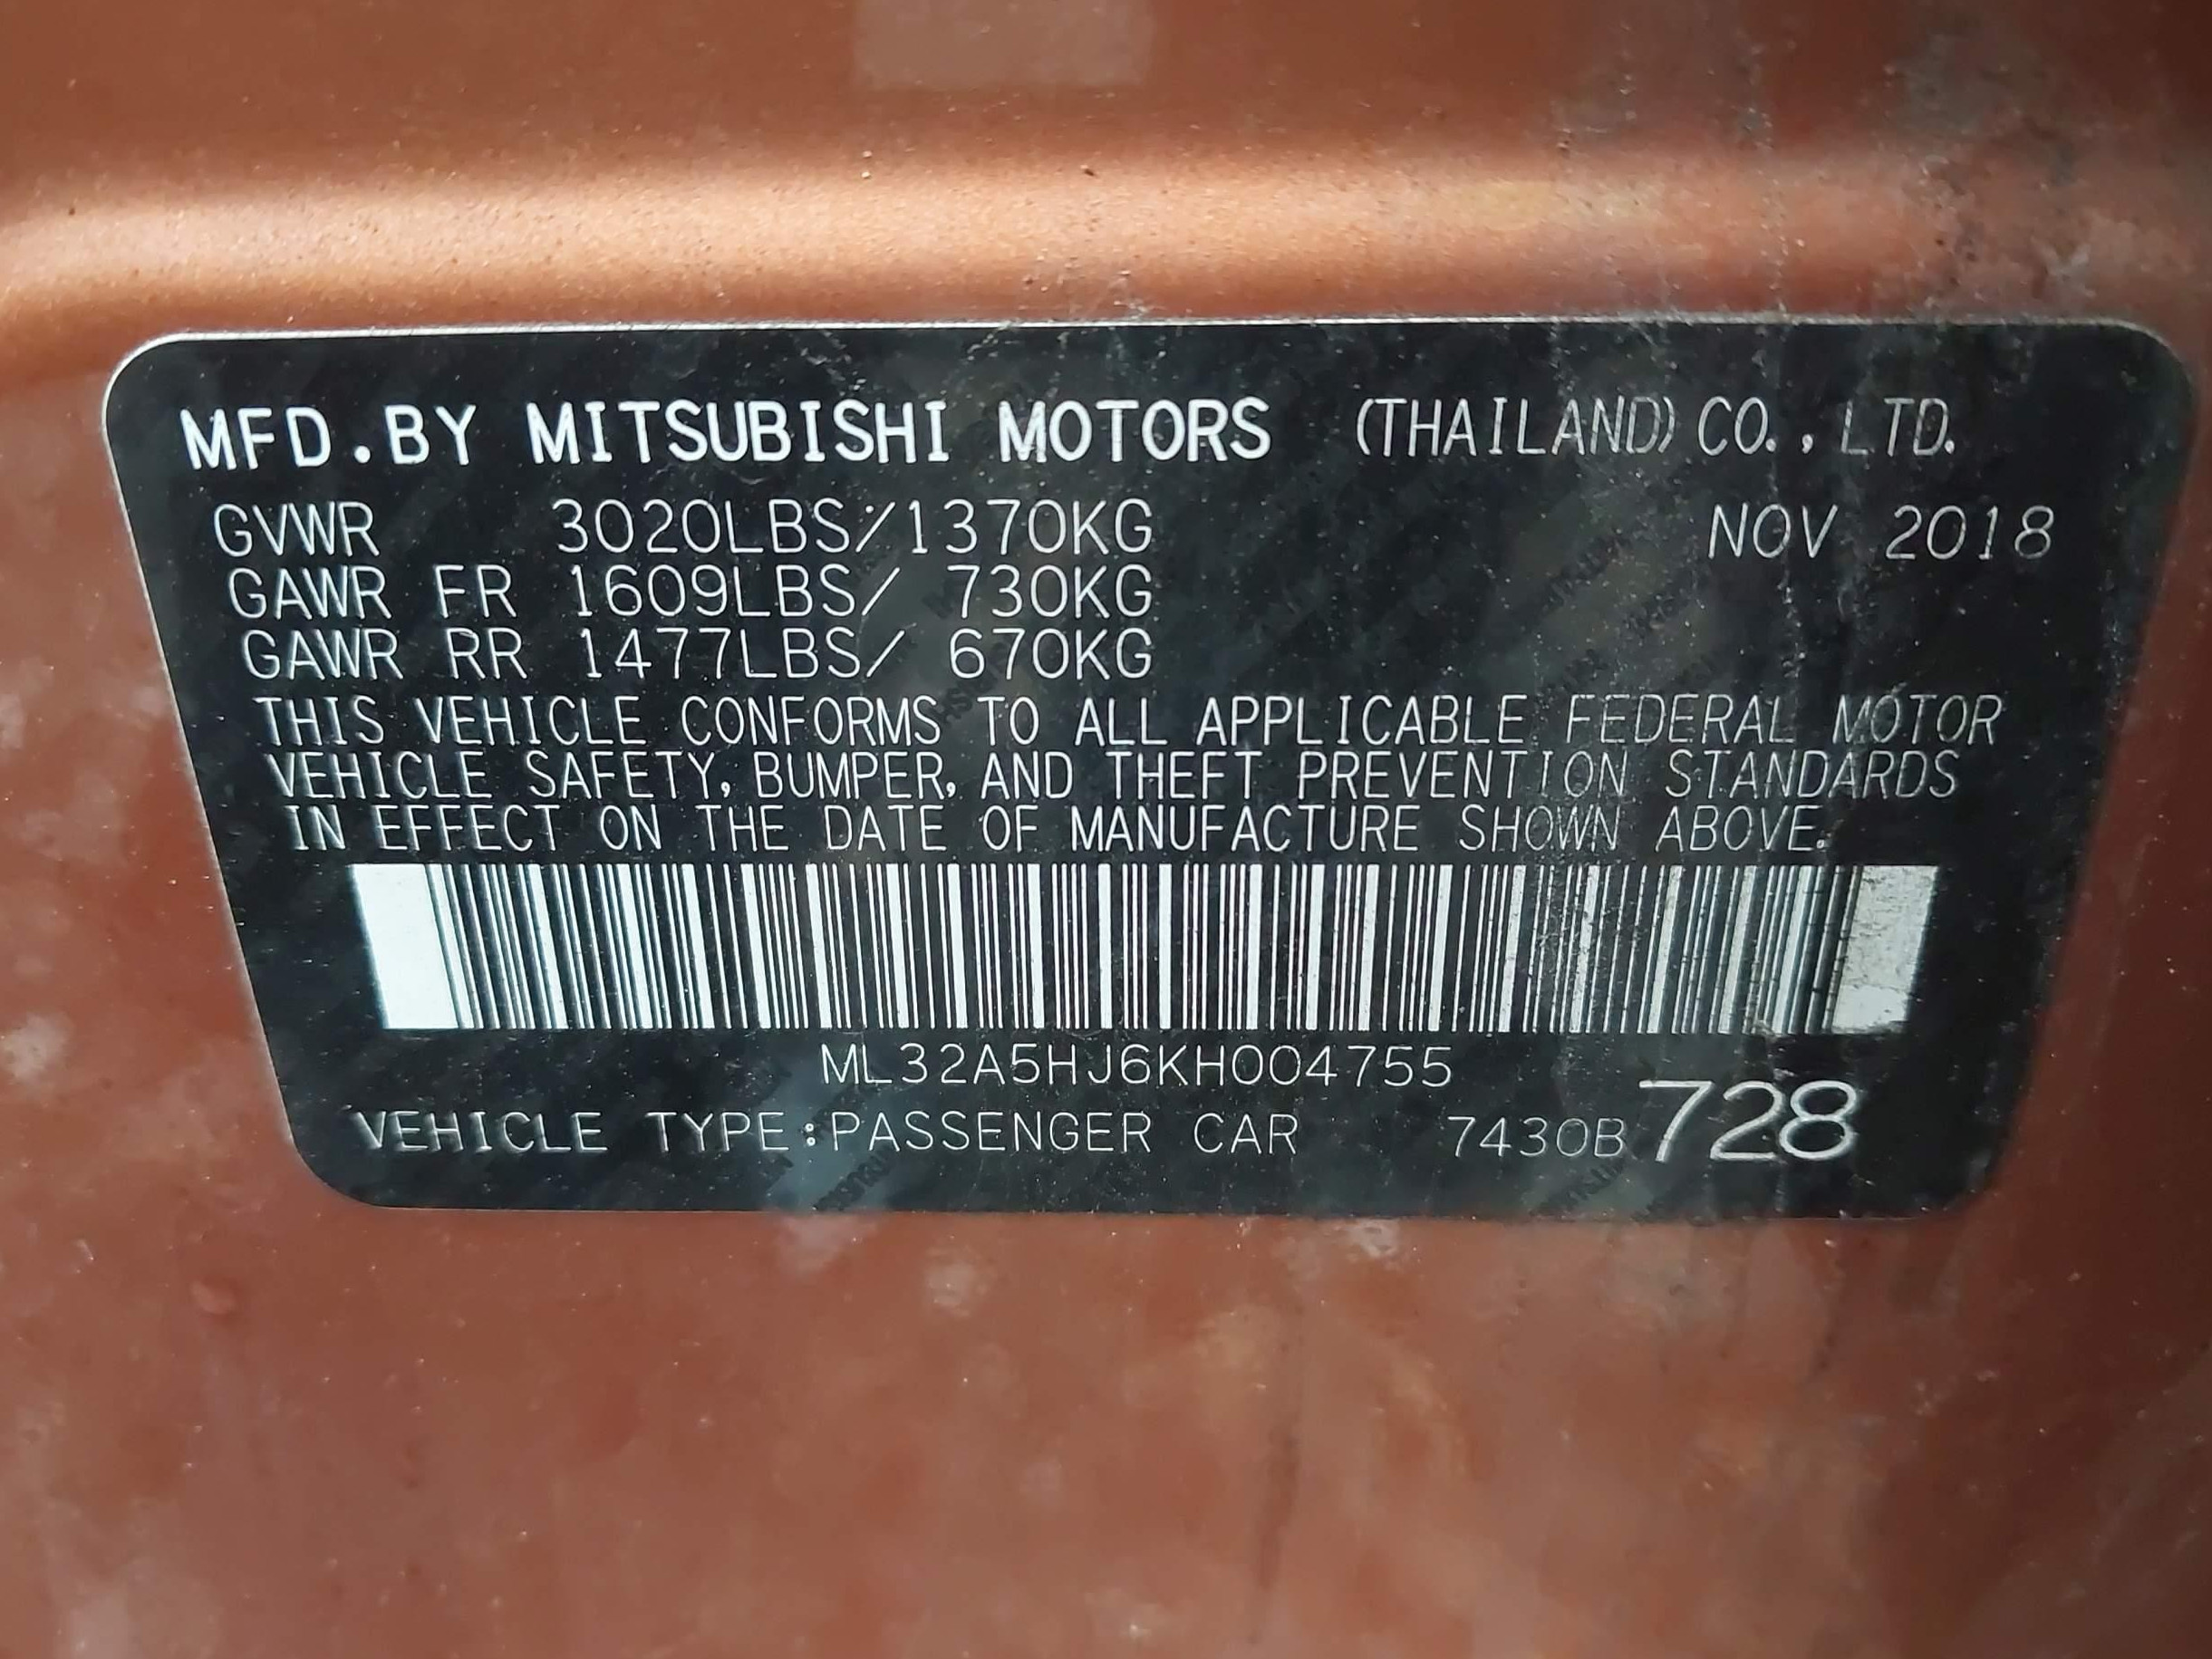 MFD.BY MITSUBISHI MOTORS (THAILAND) CO., LTD.
GVWR 3020LBS/1370KG NOV 2018
GAWR FR 1609LBS/ 730KG
GAWR RR 1477LBS/ 670KG
THIS VEHICLE CONFORMS TO ALL APPLICABLE FEDERAL MOTOR
VEHICLE SAFETY, BUMPER, AND THEFT PREVENTION STANDARDS
IN EFFECT ON THE DATE OF MANUFACTURE SHOWN ABOVE.
ML32A5HJ6KH004755
VEHICLE TYPE:PASSENGER CAR 7430B728